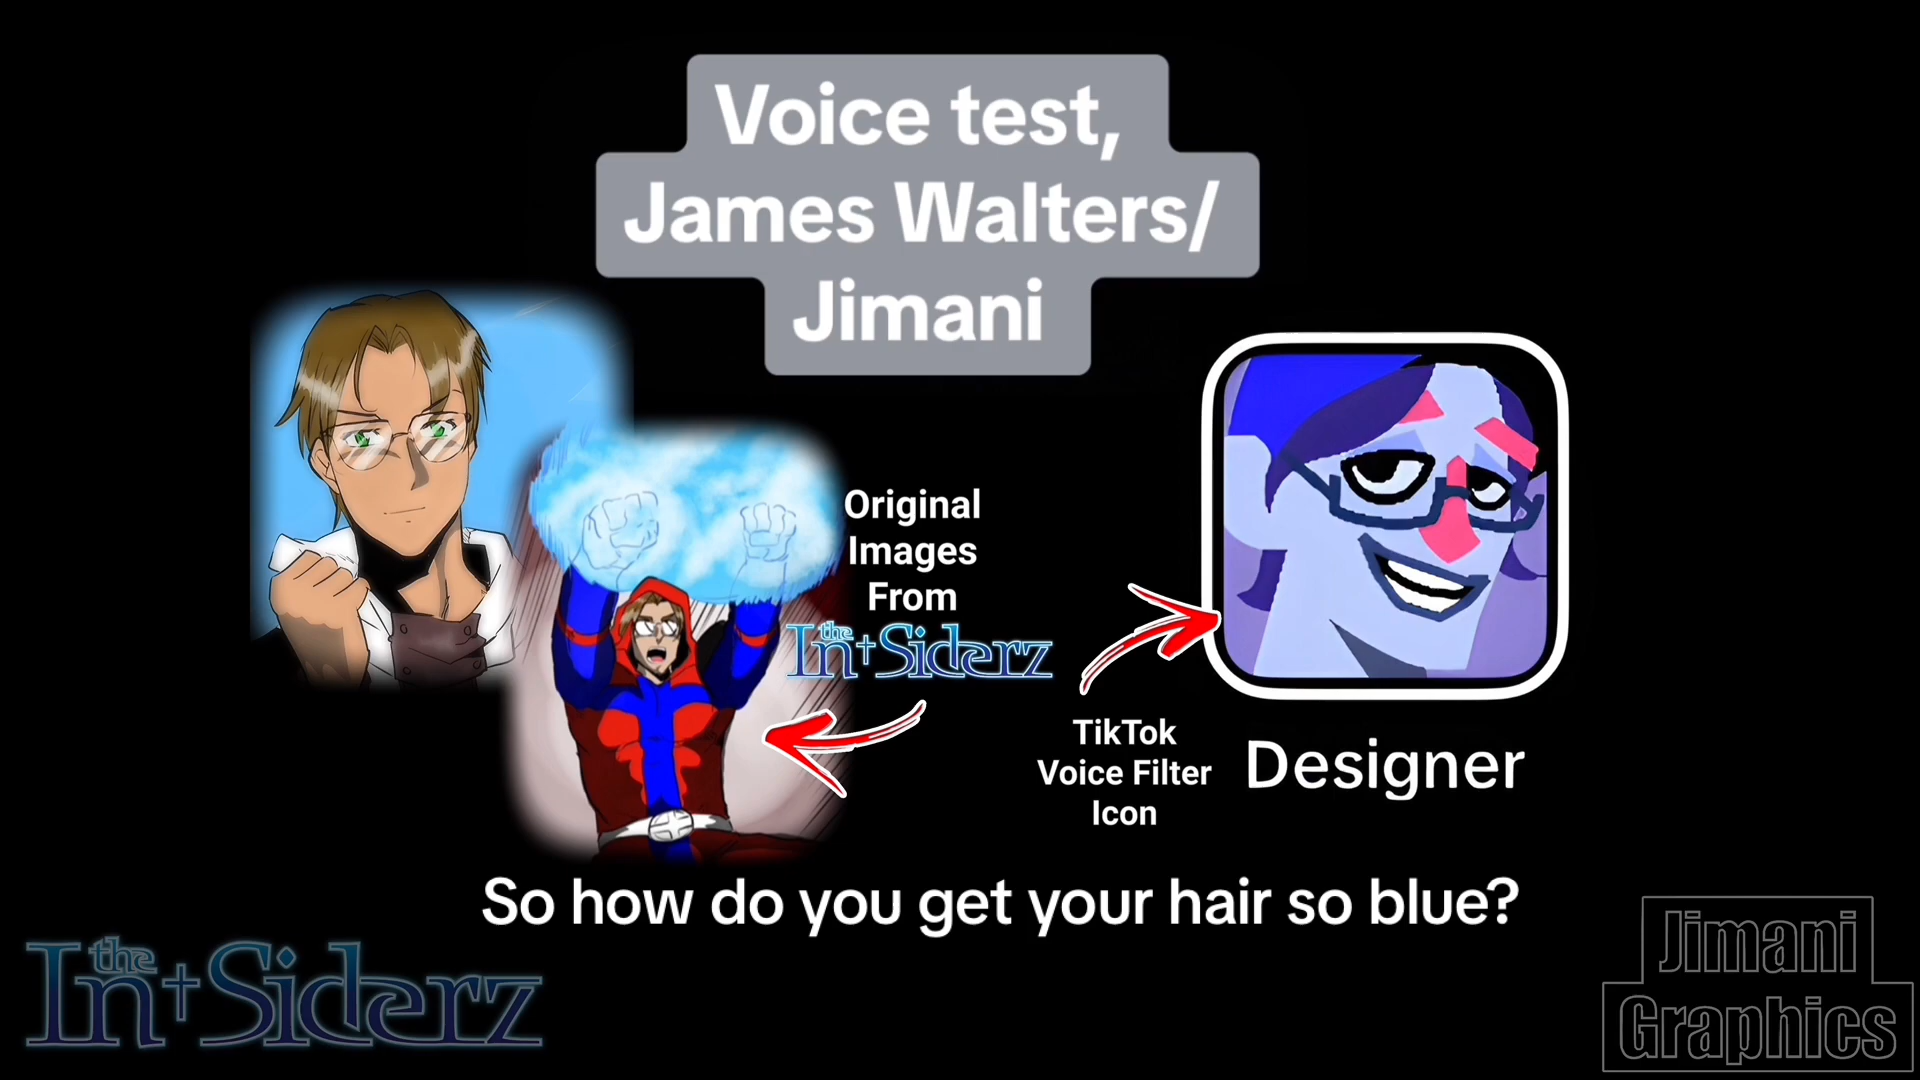 Voice test,
James Walters/
Jimani
Original
Images
From
the
In†Siderz
TikTok
Voice Filter
Icon
Designer
So how do you get your hair so blue?
the
In†Siderz
Jimani
Graphics